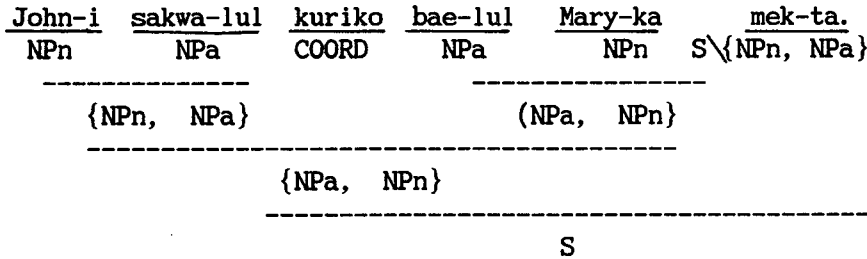 John-i sakwa-lul kuriko bae-lul Mary-ka mek-ta.
NPn NPa COORD NPa NPn S\{NPn, NPa}
{NPn, NPa} (NPa, NPn}
{NPa, NPn}
S